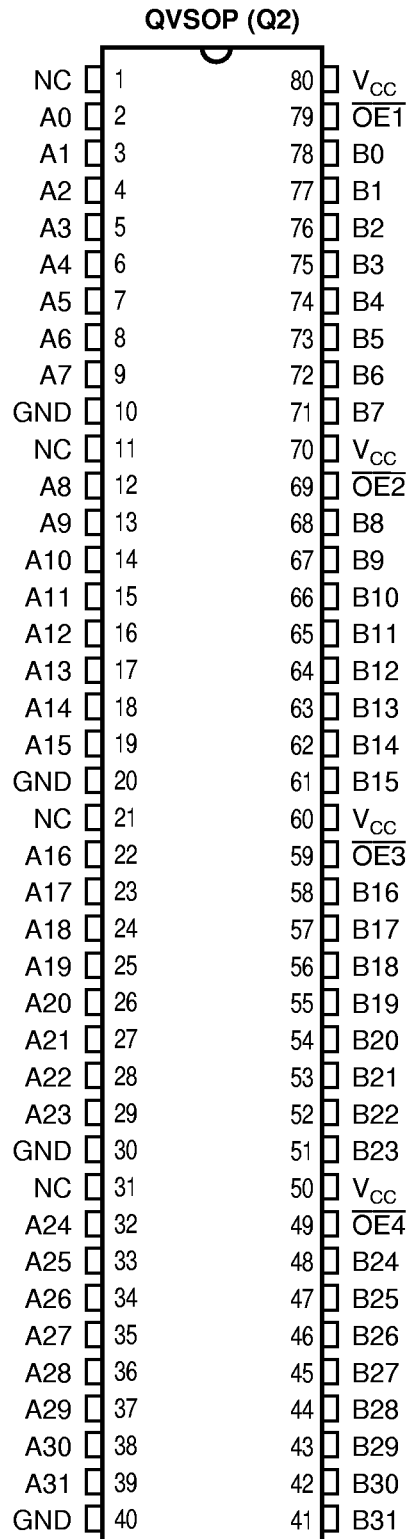 QVSOP (Q2)
NC 1 80 VCC
A0 2 79 OE1
A1 3 78 B0
A2 4 77 B1
A3 5 76 B2
A4 6 75 B3
A5 7 74 B4
A6 8 73 B5
A7 9 72 B6
GND 10 71 B7
NC 11 70 VCC
A8 12 69 OE2
A9 13 68 B8
A10 14 67 B9
A11 15 66 B10
A12 16 65 B11
A13 17 64 B12
A14 18 63 B13
A15 19 62 B14
GND 20 61 B15
NC 21 60 VCC
A16 22 59 OE3
A17 23 58 B16
A18 24 57 B17
A19 25 56 B18
A20 26 55 B19
A21 27 54 B20
A22 28 53 B21
A23 29 52 B22
GND 30 51 B23
NC 31 50 VCC
A24 32 49 OE4
A25 33 48 B24
A26 34 47 B25
A27 35 46 B26
A28 36 45 B27
A29 37 44 B28
A30 38 43 B29
A31 39 42 B30
GND 40 41 B31